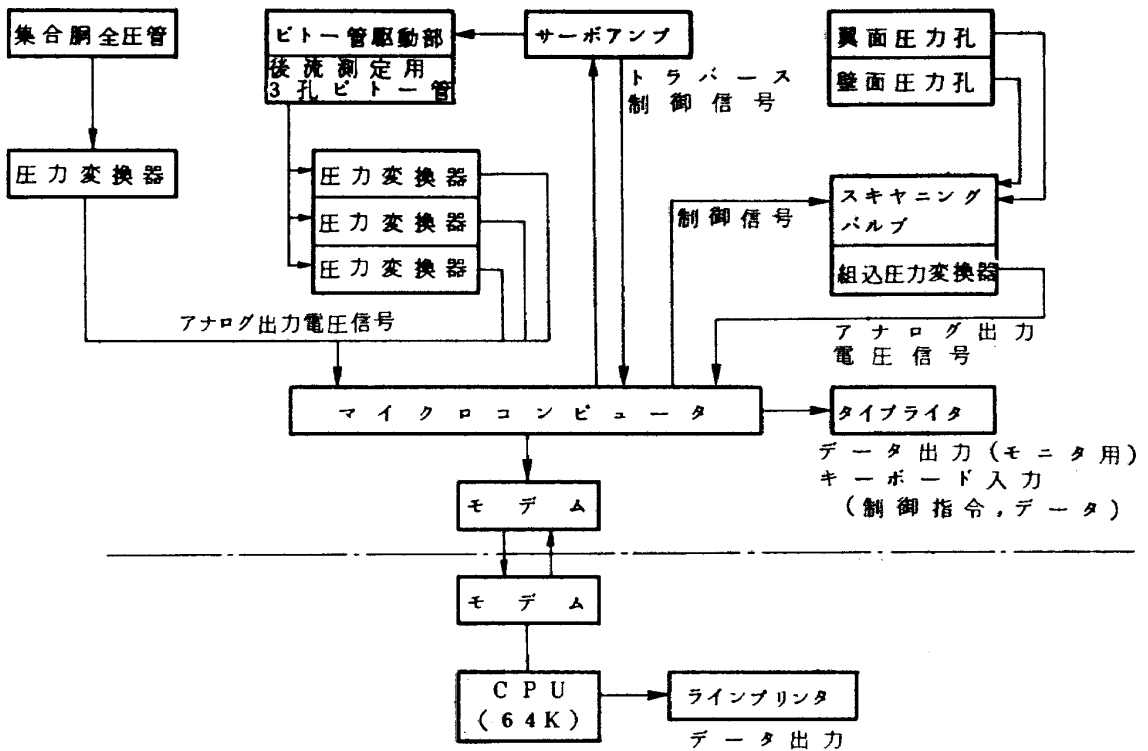 集合胴全圧管
ピトー管駆動部
後流測定用
3孔ピトー管
サーボアンプ
翼面圧力孔
壁面圧力孔
トラバース
制御信号
圧力変換器
圧力変換器
圧力変換器
圧力変換器
制御信号
スキヤニング
バルブ
組込圧力変換器
アナログ出力電圧信号
アナログ出力
電圧信号
マイクロコンピュータ
タイプライタ
データ出力(モニタ用)
キーボード入力
(制御指令,データ)
モデム
モデム
CPU
(64K)
ラインプリンタ
データ出力